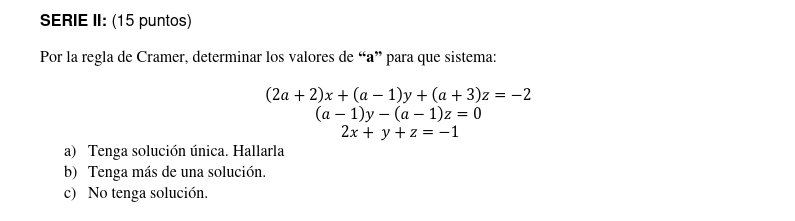 SERIE II: (15 puntos)
Por la regla de Cramer, determinar los valores de “a” para que sistema:
(2a + 2)x + (a − 1)y + (a + 3)z = −2
(a − 1)y − (a − 1)z = 0
2x + y + z = −1
a) Tenga solución única. Hallarla
b) Tenga más de una solución.
c) No tenga solución.